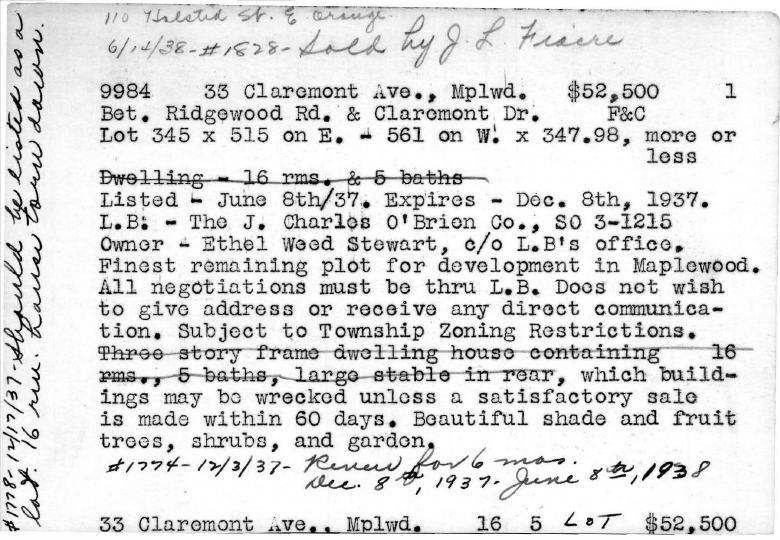 110 Halsted St. E Orange
6/14/38-#1828- Sold by J. L. Fiacre
9984 33 Claremont Ave., Mplwd. $52,500 1
Bet. Ridgewood Rd. & Claremont Dr. F&C
Lot 345 x 515 on E. - 561 on W. x 347.98, more or
less
Dwelling - 16 rms. & 5 baths
Listed - June 8th/37. Expires - Dec. 8th, 1937.
L.B. - The J. Charles O'Brien Co., SO 3-1215
Owner - Ethel Weed Stewart, c/o L.B's office.
Finest remaining plot for development in Maplewood.
All negotiations must be thru L.B. Does not wish
to give address or receive any direct communica-
tion. Subject to Township Zoning Restrictions.
Three story frame dwelling house containing 16
rms., 5 baths, large stable in rear, which build-
ings may be wrecked unless a satisfactory sale
is made within 60 days. Beautiful shade and fruit
trees, shrubs, and garden.
#1774-12/3/37- Renew for 6 mos.
Dec. 8th, 1937- June 8th, 1938
33 Claremont Ave., Mplwd. 16 5 LOT $52,500
#1778-12/17/37-Should be listed as a
lot. 16 rm. house torn down.